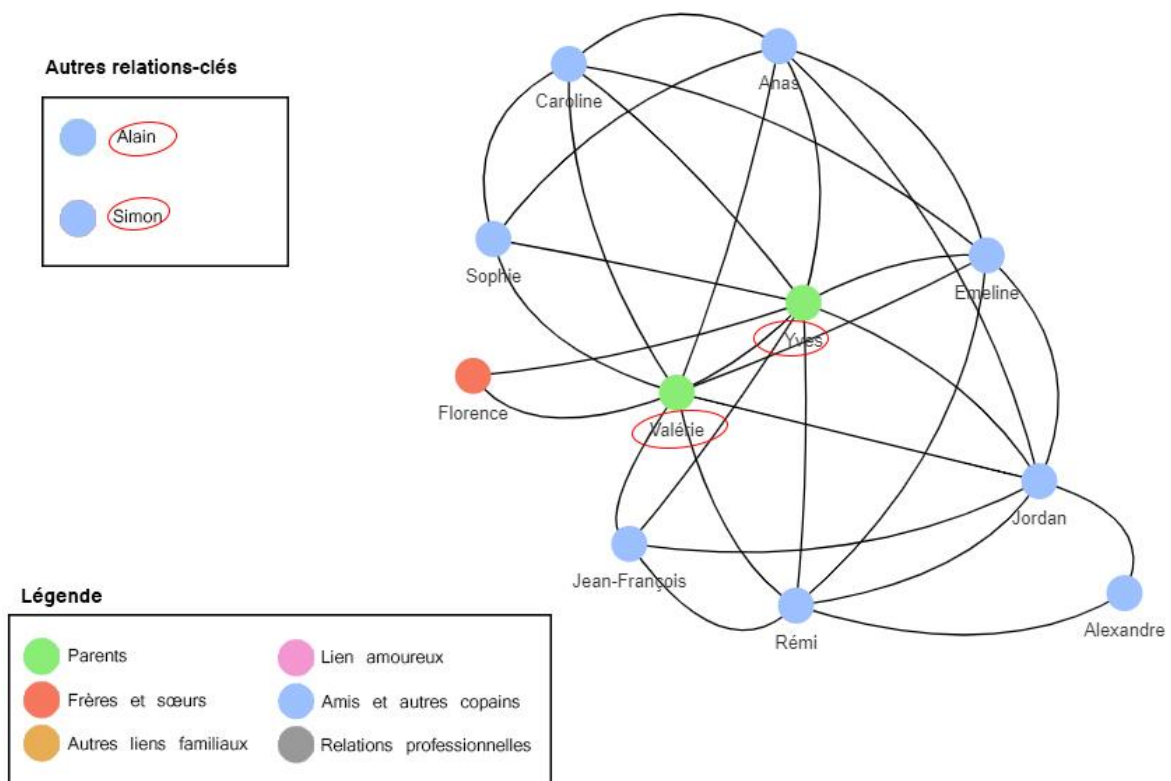 Autres relations-clés
Alain
Simon
Caroline
Anas
Sophie
Emeline
Yves
Florence
Valérie
Jordan
Jean-François
Rémi
Alexandre
Légende
Parents
Lien amoureux
Frères et sœurs
Amis et autres copains
Autres liens familiaux
Relations professionnelles